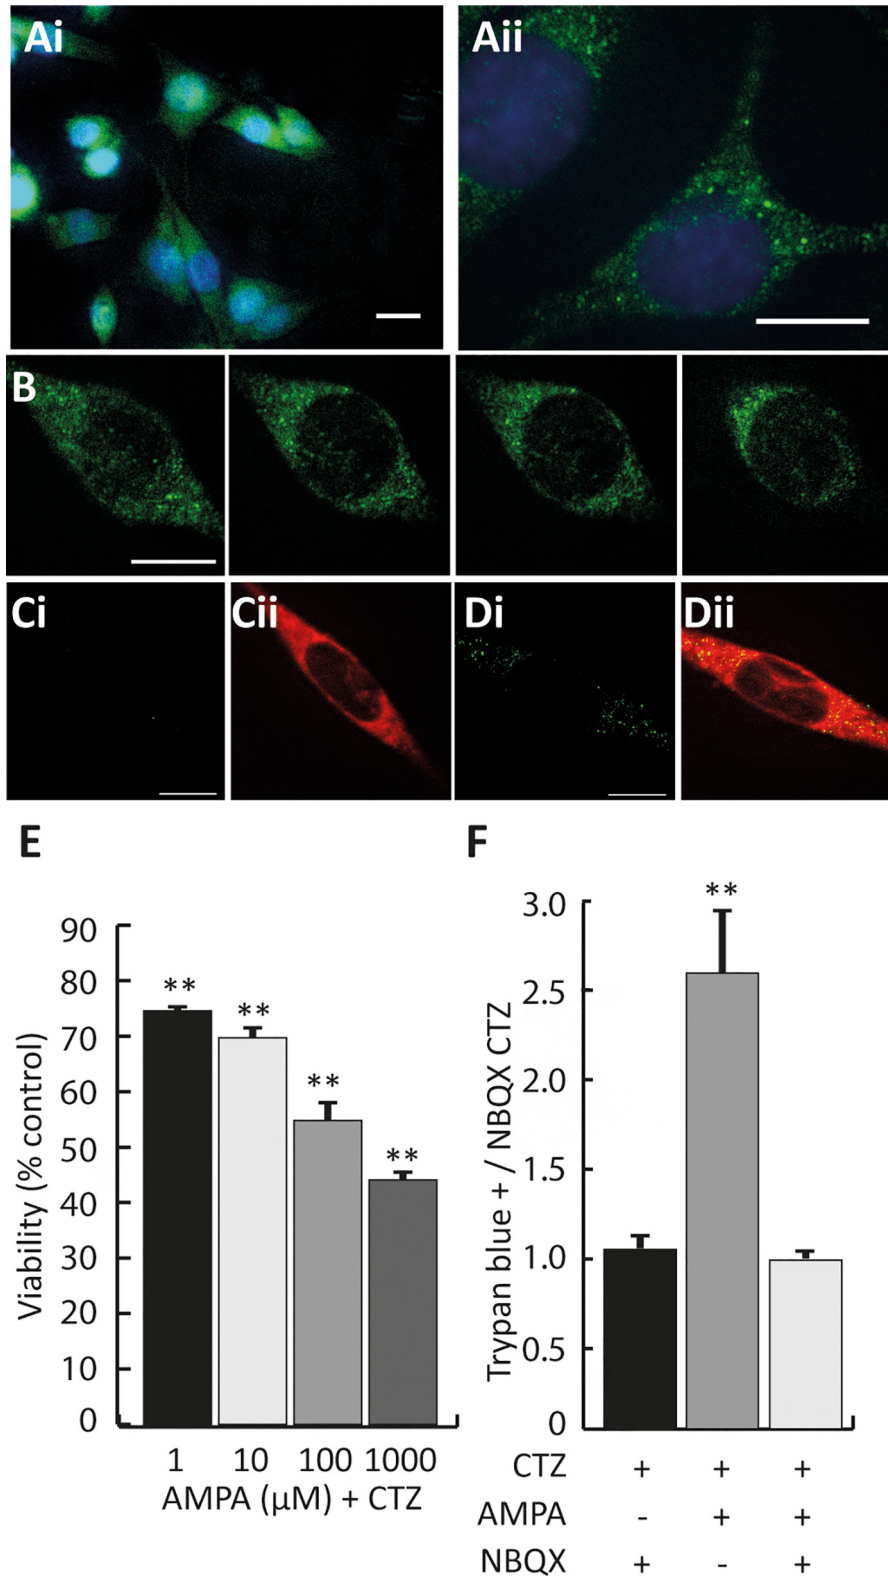 Ai
Aii
B
Ci
Cii
Di
Dii
E
F
Viability (% control)
90
80
70
60
50
40
30
20
10
0
**
**
**
**
1 10 100 1000
AMPA (µM) + CTZ
Trypan blue + / NBQX CTZ
3.0
2.5
2.0
1.5
1.0
0.5
0
**
CTZ + + +
AMPA - + +
NBQX + - +